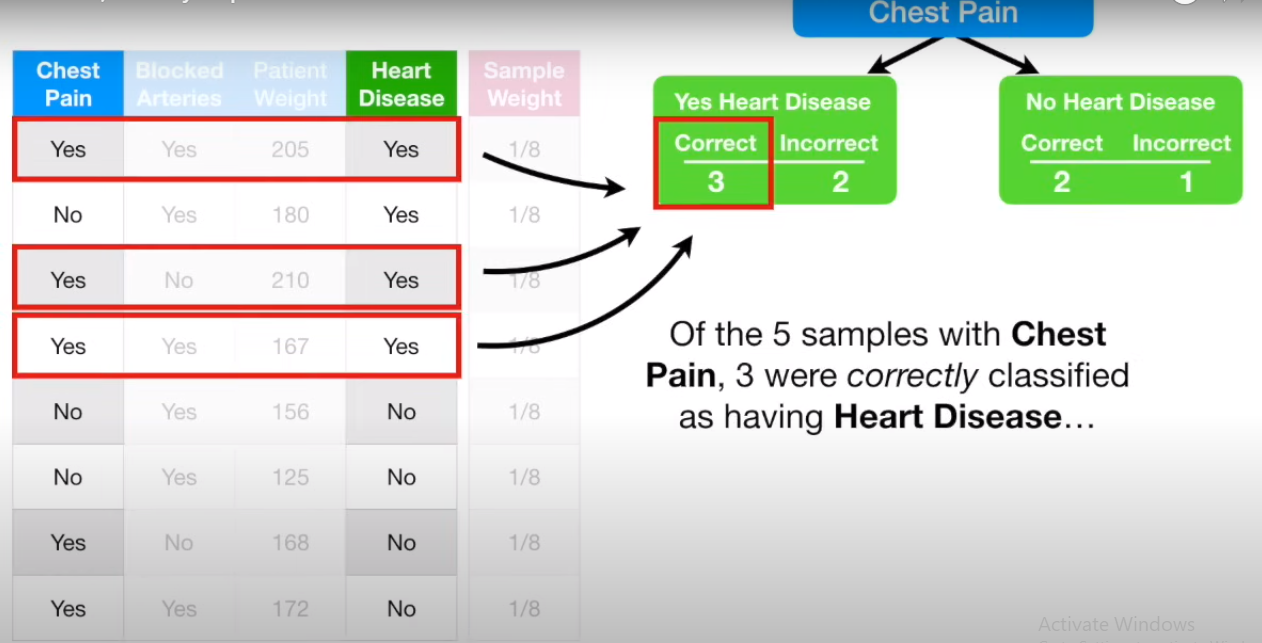 Chest Pain
Chest Blocked Patient Heart Sample
Pain Arteries Weight Disease Weight
Yes Yes 205 Yes 1/8
No Yes 180 Yes 1/8
Yes No 210 Yes 1/8
Yes Yes 167 Yes 1/8
No Yes 156 No 1/8
No Yes 125 No 1/8
Yes No 168 No 1/8
Yes Yes 172 No 1/8
Yes Heart Disease
Correct Incorrect
3 2
No Heart Disease
Correct Incorrect
2 1
Of the 5 samples with Chest
Pain, 3 were correctly classified
as having Heart Disease…
Activate Windows